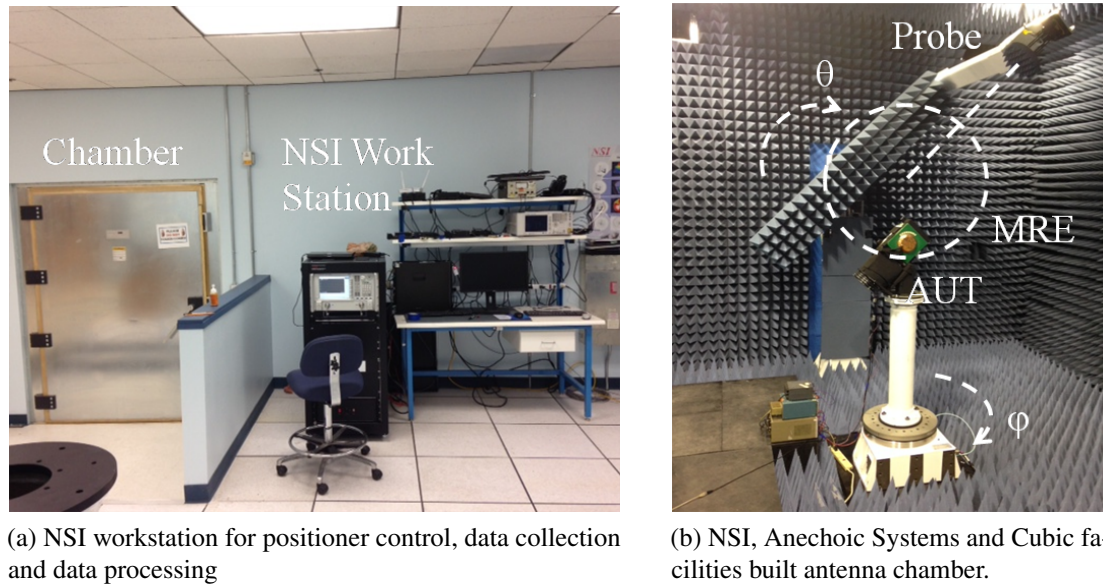 Chamber
NSI Work
Station
NSI
Probe
θ
MRE
AUT
φ
(a) NSI workstation for positioner control, data collection
and data processing
(b) NSI, Anechoic Systems and Cubic fa-
cilities built antenna chamber.